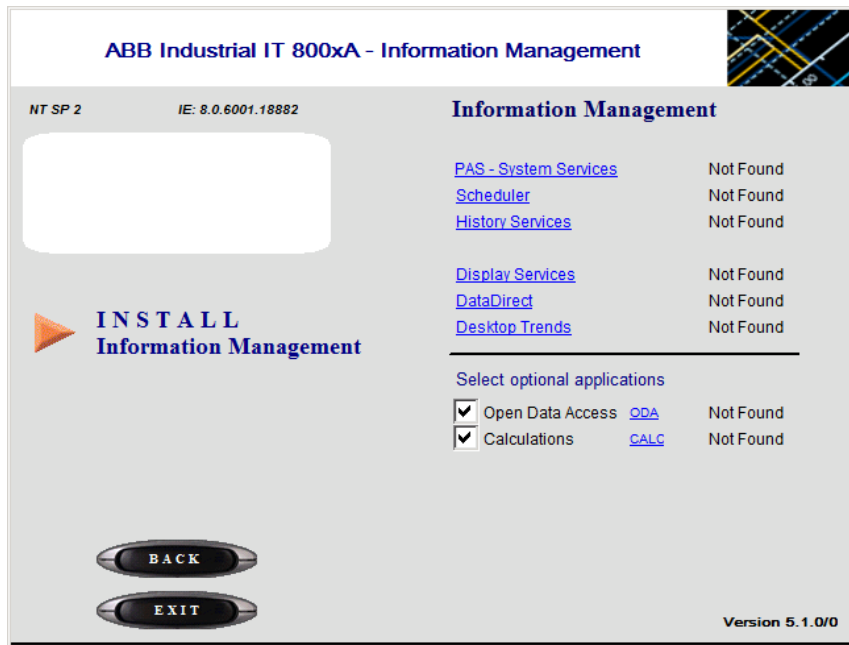 ABB Industrial IT 800xA - Information Management
NT SP 2 IE: 8.0.6001.18882
Information Management
PAS - System Services Not Found
Scheduler Not Found
History Services Not Found
Display Services Not Found
DataDirect Not Found
Desktop Trends Not Found
INSTALL
Information Management
Select optional applications
Open Data Access ODA Not Found
Calculations CALC Not Found
BACK
EXIT
Version 5.1.0/0